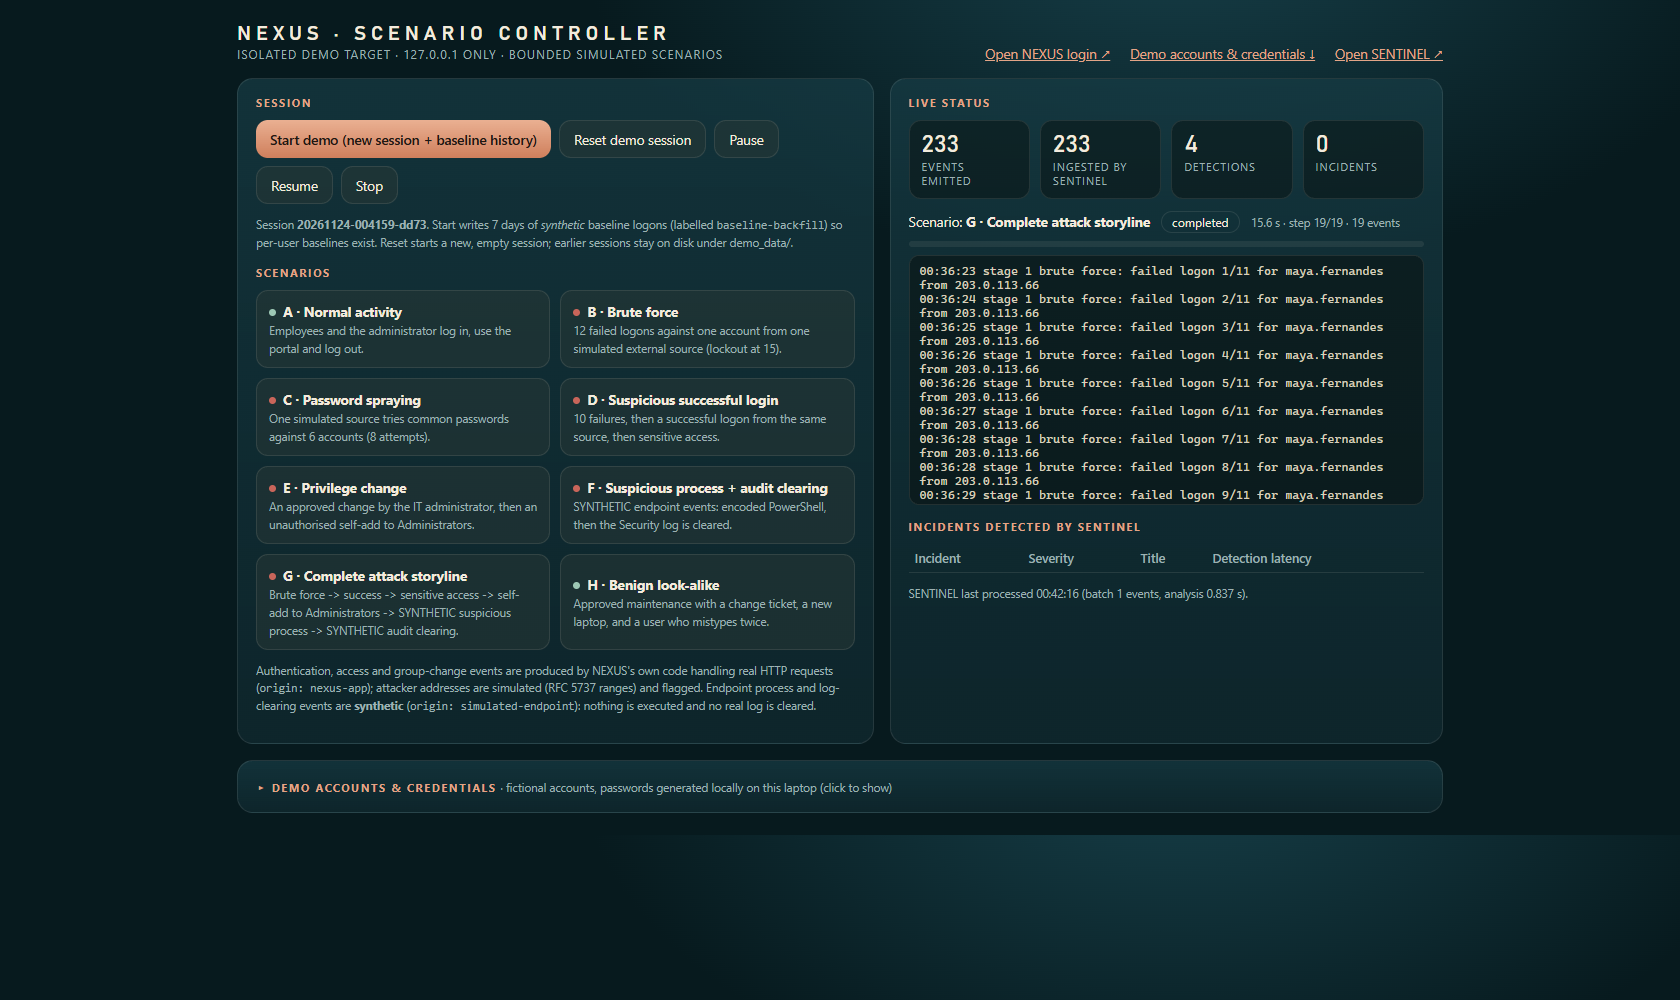 NEXUS · SCENARIO CONTROLLER
ISOLATED DEMO TARGET · 127.0.0.1 ONLY · BOUNDED SIMULATED SCENARIOS
Open NEXUS login ↗ Demo accounts & credentials ↓ Open SENTINEL ↗
SESSION
Start demo (new session + baseline history) Reset demo session Pause
Resume Stop
Session 20261124-004159-dd73. Start writes 7 days of synthetic baseline logons (labelled baseline-backfill) so
per-user baselines exist. Reset starts a new, empty session; earlier sessions stay on disk under demo_data/.
SCENARIOS
A · Normal activity
Employees and the administrator log in, use the
portal and log out.
B · Brute force
12 failed logons against one account from one
simulated external source (lockout at 15).
C · Password spraying
One simulated source tries common passwords
against 6 accounts (8 attempts).
D · Suspicious successful login
10 failures, then a successful logon from the same
source, then sensitive access.
E · Privilege change
An approved change by the IT administrator, then an
unauthorised self-add to Administrators.
F · Suspicious process + audit clearing
SYNTHETIC endpoint events: encoded PowerShell,
then the Security log is cleared.
G · Complete attack storyline
Brute force -> success -> sensitive access -> self-
add to Administrators -> SYNTHETIC suspicious
process -> SYNTHETIC audit clearing.
H · Benign look-alike
Approved maintenance with a change ticket, a new
laptop, and a user who mistypes twice.
Authentication, access and group-change events are produced by NEXUS's own code handling real HTTP requests
(origin: nexus-app); attacker addresses are simulated (RFC 5737 ranges) and flagged. Endpoint process and log-
clearing events are synthetic (origin: simulated-endpoint): nothing is executed and no real log is cleared.
LIVE STATUS
233
EVENTS
EMITTED
233
INGESTED BY
SENTINEL
4
DETECTIONS
0
INCIDENTS
Scenario: G · Complete attack storyline completed 15.6 s · step 19/19 · 19 events
00:36:23 stage 1 brute force: failed logon 1/11 for maya.fernandes
from 203.0.113.66
00:36:24 stage 1 brute force: failed logon 2/11 for maya.fernandes
from 203.0.113.66
00:36:25 stage 1 brute force: failed logon 3/11 for maya.fernandes
from 203.0.113.66
00:36:26 stage 1 brute force: failed logon 4/11 for maya.fernandes
from 203.0.113.66
00:36:26 stage 1 brute force: failed logon 5/11 for maya.fernandes
from 203.0.113.66
00:36:27 stage 1 brute force: failed logon 6/11 for maya.fernandes
from 203.0.113.66
00:36:28 stage 1 brute force: failed logon 7/11 for maya.fernandes
from 203.0.113.66
00:36:28 stage 1 brute force: failed logon 8/11 for maya.fernandes
from 203.0.113.66
00:36:29 stage 1 brute force: failed logon 9/11 for maya.fernandes
INCIDENTS DETECTED BY SENTINEL
Incident Severity Title Detection latency
SENTINEL last processed 00:42:16 (batch 1 events, analysis 0.837 s).
▸ DEMO ACCOUNTS & CREDENTIALS · fictional accounts, passwords generated locally on this laptop (click to show)